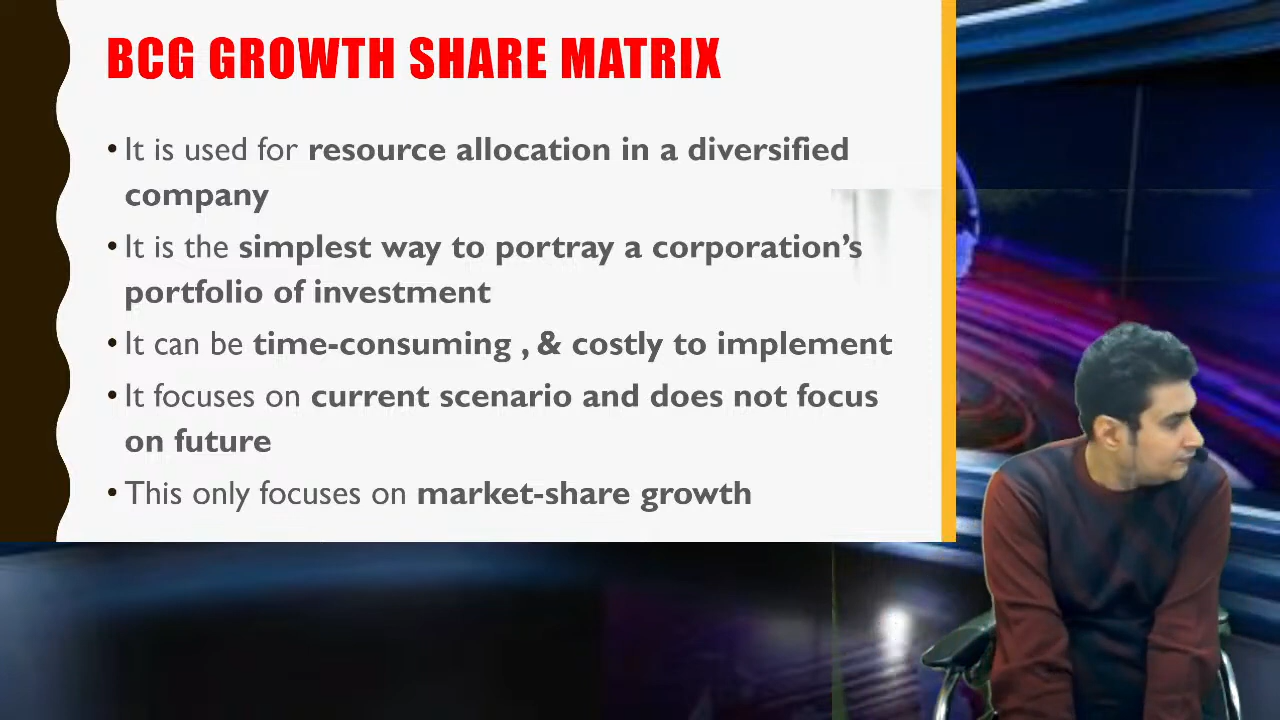 BCG GROWTH SHARE MATRIX
•It is used for resource allocation in a diversified
company
•It is the simplest way to portray a corporation’s
portfolio of investment
•It can be time-consuming , & costly to implement
•It focuses on current scenario and does not focus
on future
•This only focuses on market-share growth